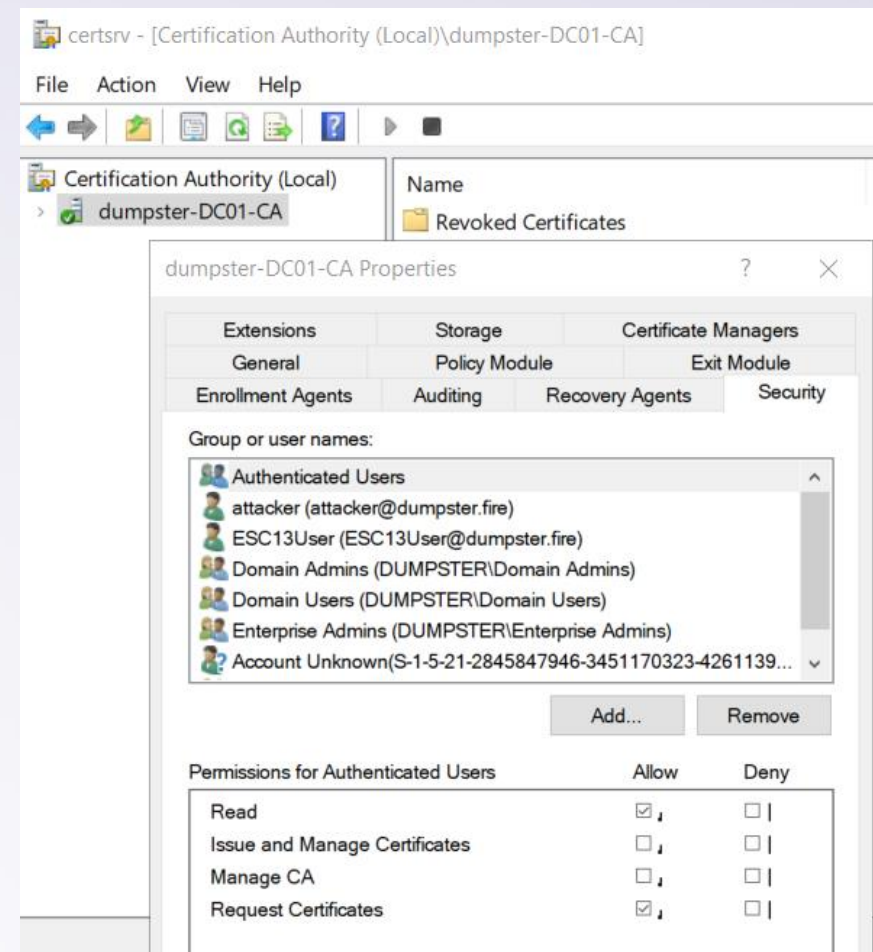 certsrv - [Certification Authority (Local)\dumpster-DC01-CA]
File Action View Help
Certification Authority (Local)
dumpster-DC01-CA
Name
Revoked Certificates
dumpster-DC01-CA Properties
Extensions Storage Certificate Managers
General Policy Module Exit Module
Enrollment Agents Auditing Recovery Agents Security
Group or user names:
Authenticated Users
attacker (attacker@dumpster.fire)
ESC13User (ESC13User@dumpster.fire)
Domain Admins (DUMPSTER\Domain Admins)
Domain Users (DUMPSTER\Domain Users)
Enterprise Admins (DUMPSTER\Enterprise Admins)
Account Unknown(S-1-5-21-2845847946-3451170323-4261139...
Add... Remove
Permissions for Authenticated Users Allow Deny
Read
Issue and Manage Certificates
Manage CA
Request Certificates